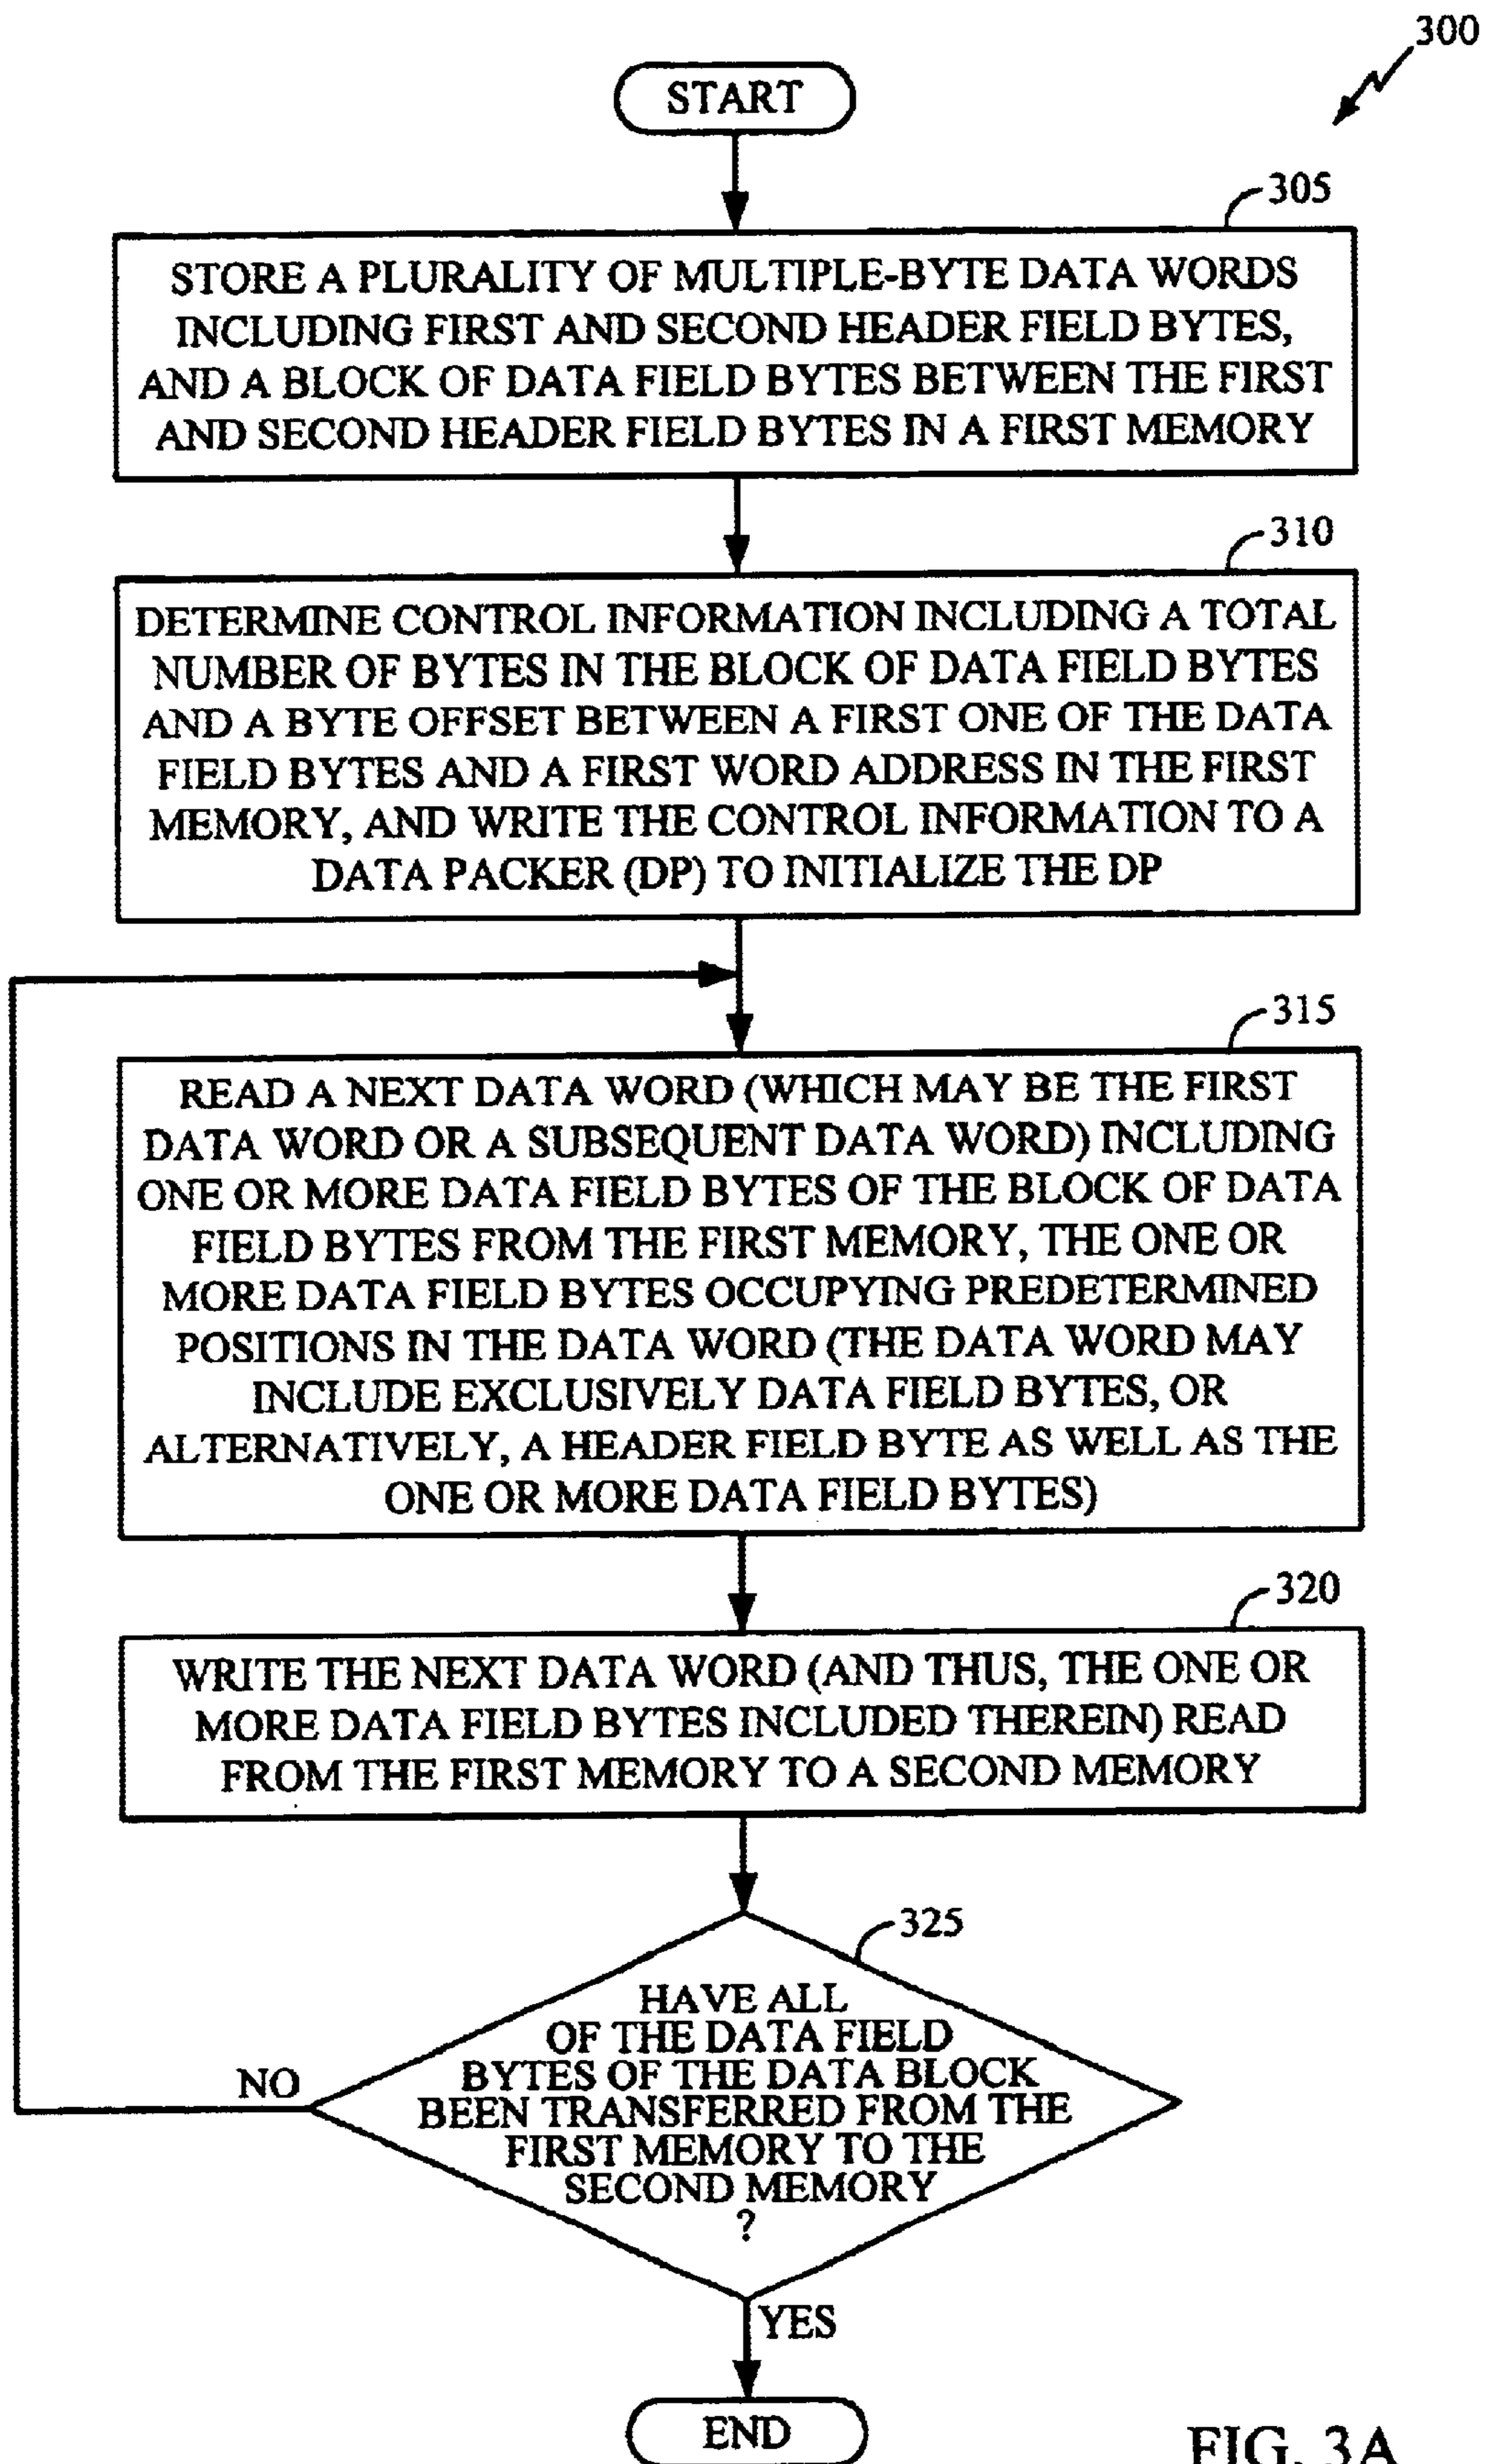 300
START
305
STORE A PLURALITY OF MULTIPLE-BYTE DATA WORDS
INCLUDING FIRST AND SECOND HEADER FIELD BYTES,
AND A BLOCK OF DATA FIELD BYTES BETWEEN THE FIRST
AND SECOND HEADER FIELD BYTES IN A FIRST MEMORY
310
DETERMINE CONTROL INFORMATION INCLUDING A TOTAL
NUMBER OF BYTES IN THE BLOCK OF DATA FIELD BYTES
AND A BYTE OFFSET BETWEEN A FIRST ONE OF THE DATA
FIELD BYTES AND A FIRST WORD ADDRESS IN THE FIRST
MEMORY, AND WRITE THE CONTROL INFORMATION TO A
DATA PACKER (DP) TO INITIALIZE THE DP
315
READ A NEXT DATA WORD (WHICH MAY BE THE FIRST
DATA WORD OR A SUBSEQUENT DATA WORD) INCLUDING
ONE OR MORE DATA FIELD BYTES OF THE BLOCK OF DATA
FIELD BYTES FROM THE FIRST MEMORY, THE ONE OR
MORE DATA FIELD BYTES OCCUPYING PREDETERMINED
POSITIONS IN THE DATA WORD (THE DATA WORD MAY
INCLUDE EXCLUSIVELY DATA FIELD BYTES, OR
ALTERNATIVELY, A HEADER FIELD BYTE AS WELL AS THE
ONE OR MORE DATA FIELD BYTES)
320
WRITE THE NEXT DATA WORD (AND THUS, THE ONE OR
MORE DATA FIELD BYTES INCLUDED THEREIN) READ
FROM THE FIRST MEMORY TO A SECOND MEMORY
325
HAVE ALL
OF THE DATA FIELD
BYTES OF THE DATA BLOCK
BEEN TRANSFERRED FROM THE
FIRST MEMORY TO THE
SECOND MEMORY
?
NO
YES
END
FIG. 3A